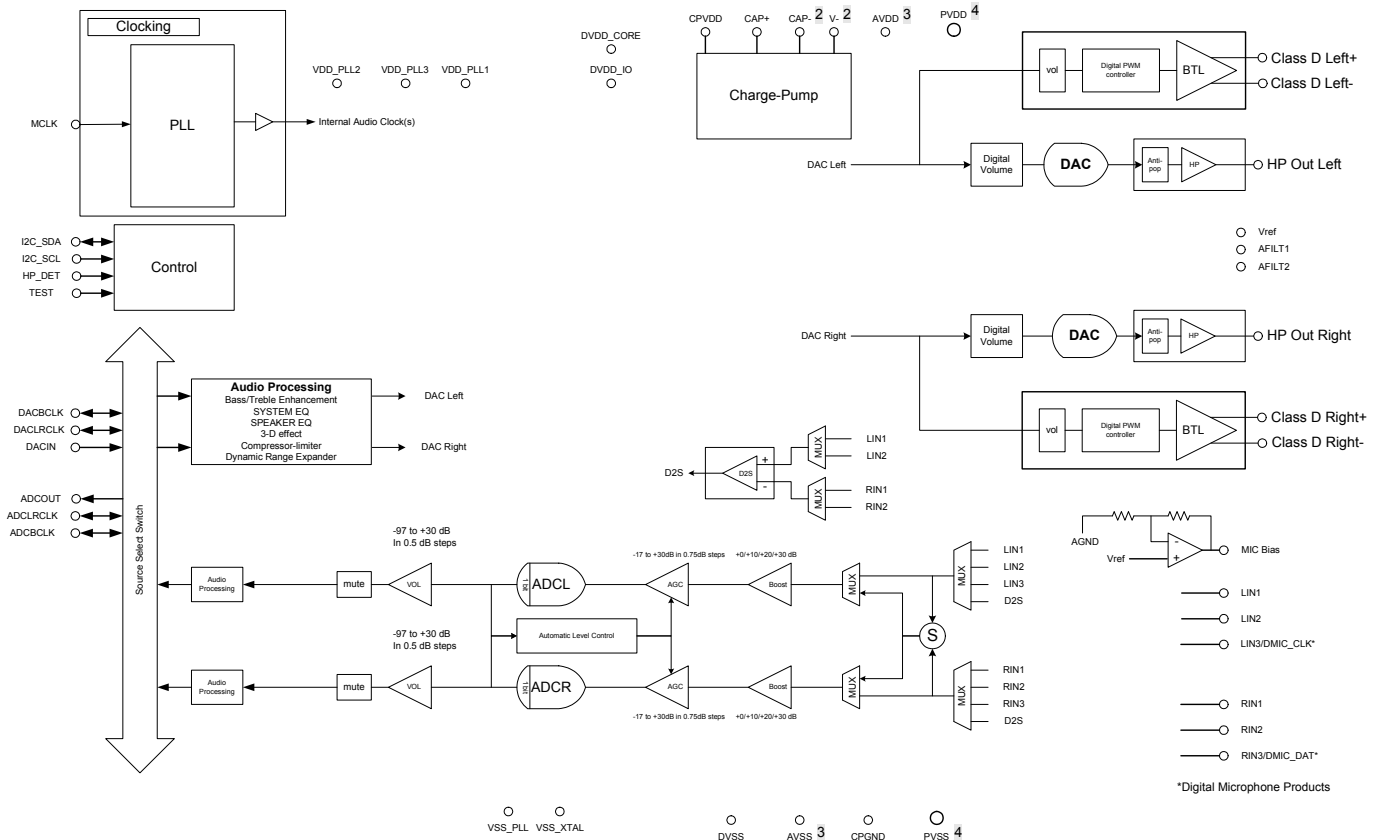 Clocking
PLL
MCLK
Internal Audio Clock(s)
VDD_PLL2
VDD_PLL3
VDD_PLL1
DVDD_CORE
DVDD_IO
CPVDD
CAP+
CAP- 2
V- 2
AVDD 3
PVDD 4
Charge-Pump
vol
Digital PWM
controller
BTL
Class D Left+
Class D Left-
DAC Left
Digital
Volume
DAC
Anti-
pop
HP
HP Out Left
I2C_SDA
I2C_SCL
HP_DET
TEST
Control
Vref
AFILT1
AFILT2
DAC Right
Digital
Volume
DAC
Anti-
pop
HP
HP Out Right
vol
Digital PWM
controller
BTL
Class D Right+
Class D Right-
Audio Processing
Bass/Treble Enhancement
SYSTEM EQ
SPEAKER EQ
3-D effect
Compressor-limiter
Dynamic Range Expander
DAC Left
DAC Right
DACBCLK
DACLRCLK
DACIN
ADCOUT
ADCLRCLK
ADCBCLK
Source Select Switch
D2S
D2S
+
-
MUX
LIN1
LIN2
MUX
RIN1
RIN2
AGND
Vref
-
+
MIC Bias
-97 to +30 dB
In 0.5 dB steps
-17 to +30dB in 0.75dB steps
+0/+10/+20/+30 dB
Audio
Processing
mute
VOL
1 bit
ADCL
AGC
Boost
MUX
MUX
LIN1
LIN2
LIN3
D2S
Automatic Level Control
S
-97 to +30 dB
In 0.5 dB steps
Audio
Processing
mute
VOL
1 bit
ADCR
AGC
Boost
MUX
MUX
RIN1
RIN2
RIN3
D2S
-17 to +30dB in 0.75dB steps
+0/+10/+20/+30 dB
LIN1
LIN2
LIN3/DMIC_CLK*
RIN1
RIN2
RIN3/DMIC_DAT*
*Digital Microphone Products
VSS_PLL
VSS_XTAL
DVSS
AVSS 3
CPGND
PVSS 4